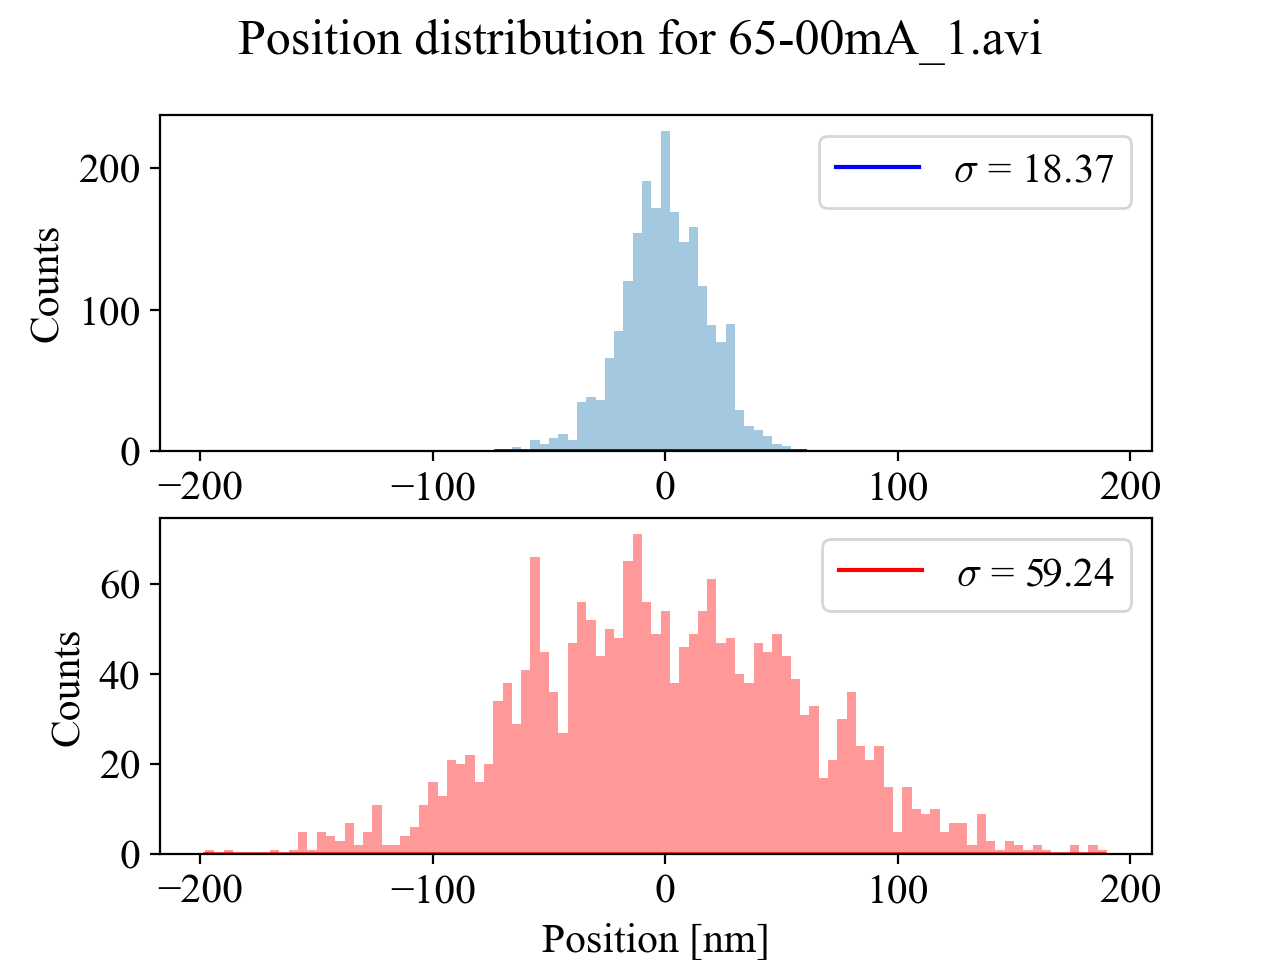 Position distribution for 65-00mA_1.avi
σ = 18.37
200
100
0
Counts
−200 −100 0 100 200
σ = 59.24
60
40
20
0
Counts
−200 −100 0 100 200
Position [nm]